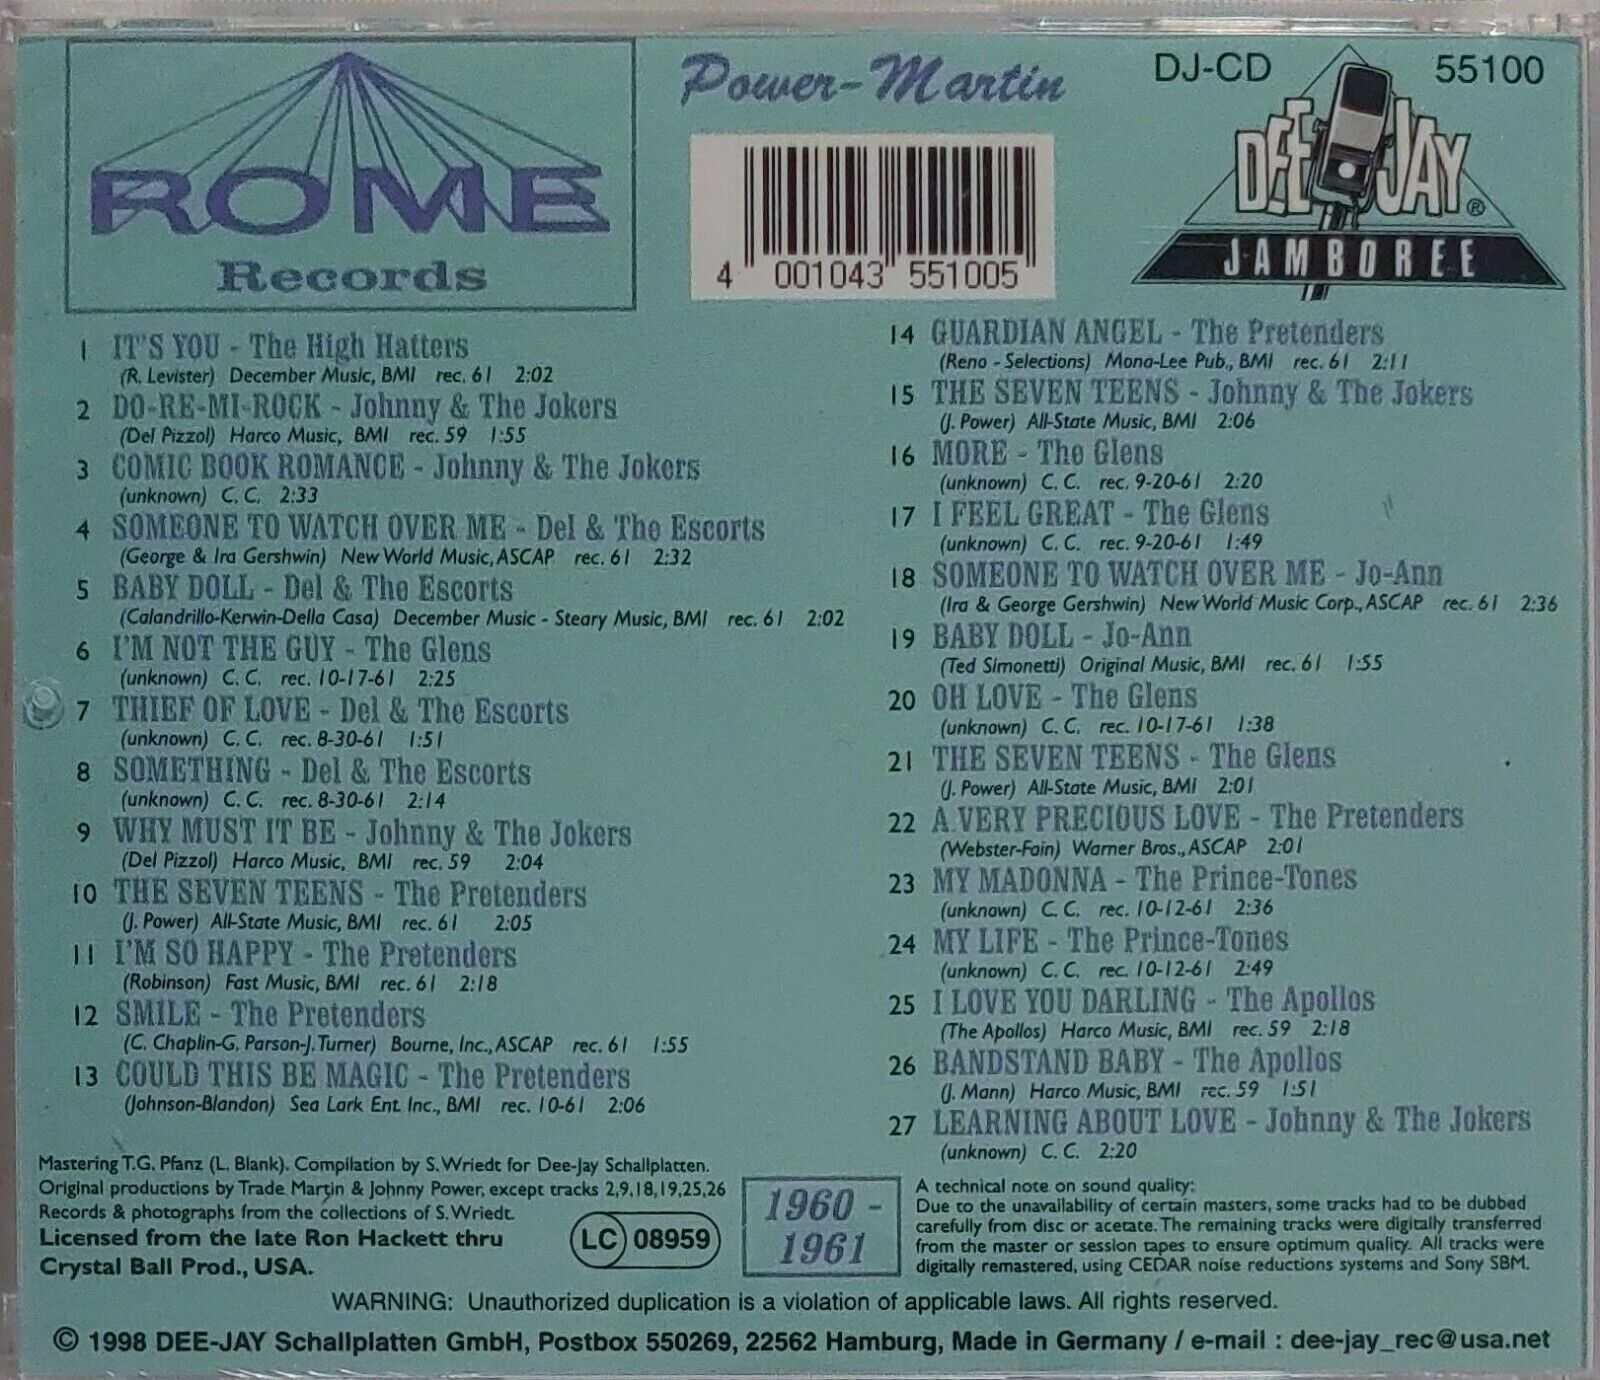 ROME
Records
Power-Martin
4 001043 551005
DJ-CD 55100
DEE JAY ®
JAMBOREE
1 IT'S YOU - The High Hatters
(R. Levister) December Music, BMI rec. 61 2:02
2 DO-RE-MI-ROCK - Johnny & The Jokers
(Del Pizzol) Harco Music, BMI rec. 59 1:55
3 COMIC BOOK ROMANCE - Johnny & The Jokers
(unknown) C. C. 2:33
4 SOMEONE TO WATCH OVER ME - Del & The Escorts
(George & Ira Gershwin) New World Music, ASCAP rec. 61 2:32
5 BABY DOLL - Del & The Escorts
(Calandrillo-Kerwin-Della Casa) December Music - Steary Music, BMI rec. 61 2:02
6 I'M NOT THE GUY - The Glens
(unknown) C. C. rec. 10-17-61 2:25
7 THIEF OF LOVE - Del & The Escorts
(unknown) C. C. rec. 8-30-61 1:51
8 SOMETHING - Del & The Escorts
(unknown) C. C. rec. 8-30-61 2:14
9 WHY MUST IT BE - Johnny & The Jokers
(Del Pizzol) Harco Music, BMI rec. 59 2:04
10 THE SEVEN TEENS - The Pretenders
(J. Power) All-State Music, BMI rec. 61 2:05
11 I'M SO HAPPY - The Pretenders
(Robinson) Fast Music, BMI rec. 61 2:18
12 SMILE - The Pretenders
(C. Chaplin-G. Parson-J. Turner) Bourne, Inc., ASCAP rec. 61 1:55
13 COULD THIS BE MAGIC - The Pretenders
(Johnson-Blandon) Sea Lark Ent. Inc., BMI rec. 10-61 2:06
14 GUARDIAN ANGEL - The Pretenders
(Reno - Selections) Mona-Lee Pub., BMI rec. 61 2:11
15 THE SEVEN TEENS - Johnny & The Jokers
(J. Power) All-State Music, BMI 2:06
16 MORE - The Glens
(unknown) C. C. rec. 9-20-61 2:20
17 I FEEL GREAT - The Glens
(unknown) C. C. rec. 9-20-61 1:49
18 SOMEONE TO WATCH OVER ME - Jo-Ann
(Ira & George Gershwin) New World Music Corp., ASCAP rec. 61 2:36
19 BABY DOLL - Jo-Ann
(Ted Simonetti) Original Music, BMI rec. 61 1:55
20 OH LOVE - The Glens
(unknown) C. C. rec. 10-17-61 1:38
21 THE SEVEN TEENS - The Glens
(J. Power) All-State Music, BMI 2:01
22 A VERY PRECIOUS LOVE - The Pretenders
(Webster-Fain) Warner Bros., ASCAP 2:01
23 MY MADONNA - The Prince-Tones
(unknown) C. C. rec. 10-12-61 2:36
24 MY LIFE - The Prince-Tones
(unknown) C. C. rec. 10-12-61 2:49
25 I LOVE YOU DARLING - The Apollos
(The Apollos) Harco Music, BMI rec. 59 2:18
26 BANDSTAND BABY - The Apollos
(J. Mann) Harco Music, BMI rec. 59 1:51
27 LEARNING ABOUT LOVE - Johnny & The Jokers
(unknown) C. C. 2:20
Mastering T.G. Pfanz (L. Blank). Compilation by S. Wriedt for Dee-Jay Schallplatten.
Original productions by Trade Martin & Johnny Power, except tracks 2,9,18,19,25,26
Records & photographs from the collections of S. Wriedt.
Licensed from the late Ron Hackett thru
Crystal Ball Prod., USA.
LC 08959
1960 -
1961
A technical note on sound quality:
Due to the unavailability of certain masters, some tracks had to be dubbed
carefully from disc or acetate. The remaining tracks were digitally transferred
from the master or session tapes to ensure optimum quality. All tracks were
digitally remastered, using CEDAR noise reductions systems and Sony SBM.
WARNING: Unauthorized duplication is a violation of applicable laws. All rights reserved.
© 1998 DEE-JAY Schallplatten GmbH, Postbox 550269, 22562 Hamburg, Made in Germany / e-mail : dee-jay_rec@usa.net